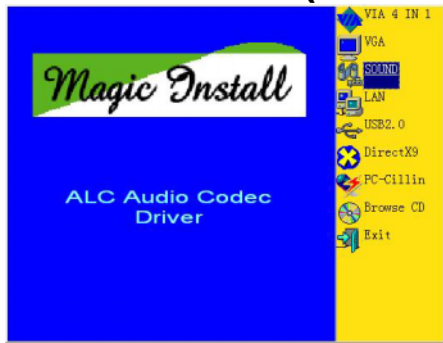 Magic Install
ALC Audio Codec
Driver
VIA 4 IN 1
VGA
SOUND
LAN
USB2.0
DirectX9
PC-Cillin
Browse CD
Exit